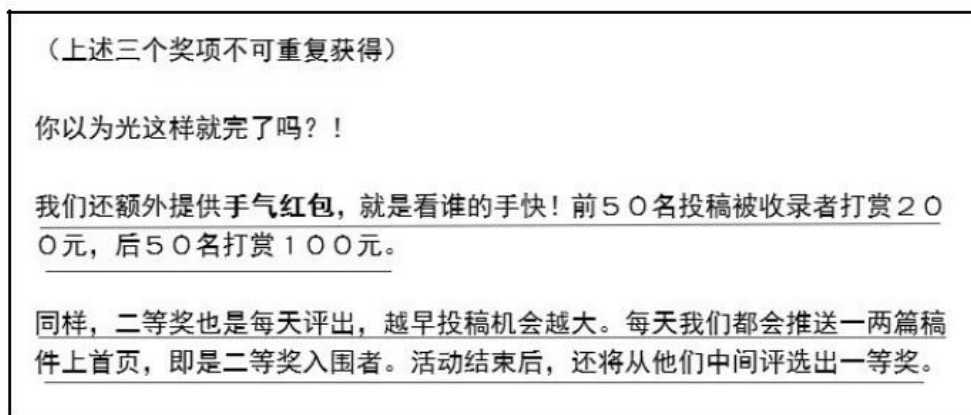 （上述三个奖项不可重复获得）
你以为光这样就完了吗？！
我们还额外提供手气红包，就是看谁的手快！前５０名投稿被收录者打赏２０
０元，后５０名打赏１００元。
同样，二等奖也是每天评出，越早投稿机会越大。每天我们都会推送一两篇稿
件上首页，即是二等奖入围者。活动结束后，还将从他们中间评选出一等奖。